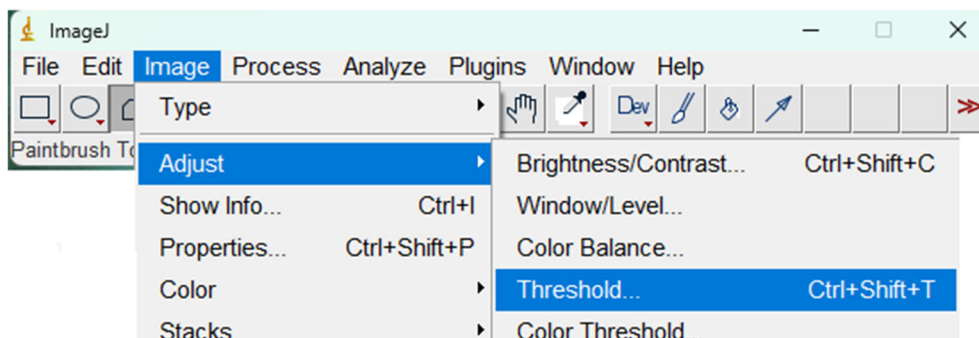 ImageJ
File Edit Image Process Analyze Plugins Window Help
Type
Dev
>>
Paintbrush To
Adjust
Brightness/Contrast... Ctrl+Shift+C
Show Info... Ctrl+I
Window/Level...
Properties... Ctrl+Shift+P
Color Balance...
Color
Threshold... Ctrl+Shift+T
Stacks
Color Threshold...